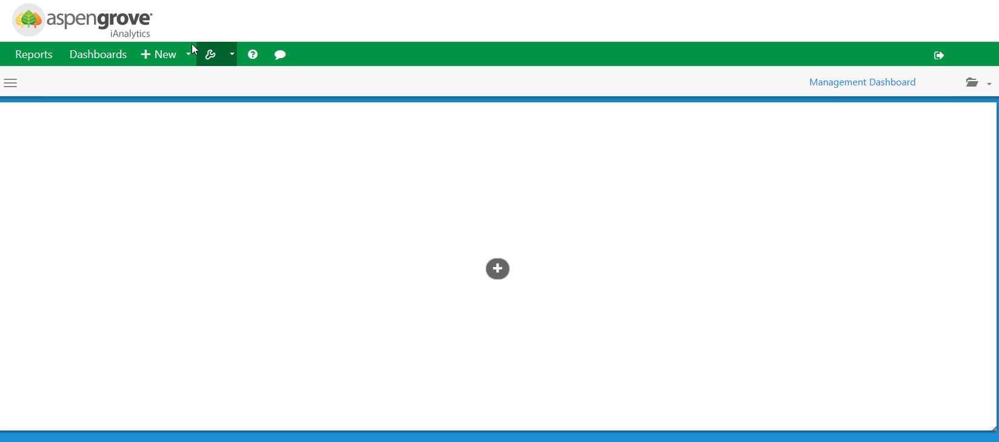 aspengrove
iAnalytics
Reports Dashboards New
Management Dashboard